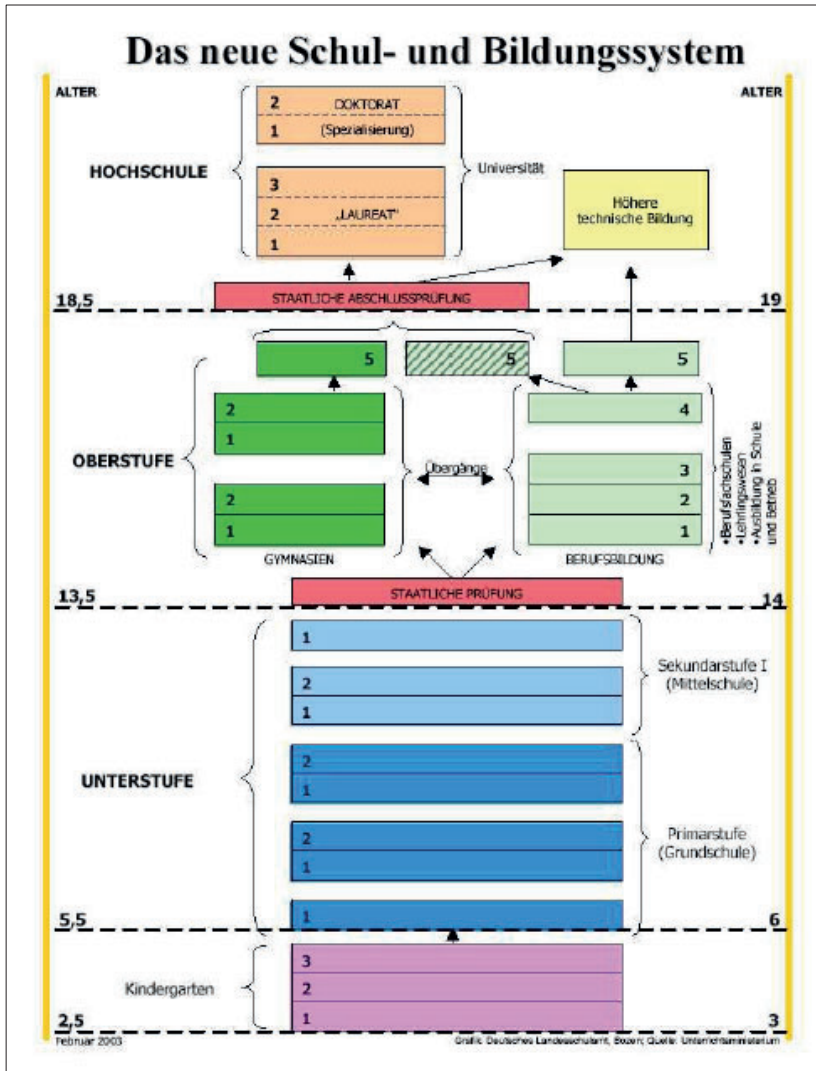 Das neue Schul- und Bildungssystem
ALTER
ALTER
2
DOKTORAT
1
(Spezialisierung)
HOCHSCHULE
Universität
3
2
„LAUREAT"
1
Höhere
technische Bildung
STAATLICHE ABSCHLUSSPRÜFUNG
18,5
19
5
5
5
2
1
4
OBERSTUFE
Übergänge
2
1
3
2
1
•Berufsfachschulen
•Lehrlingswesen
•Ausbildung in Schule
und Betrieb
GYMNASIEN
BERUFSBILDUNG
STAATLICHE PRÜFUNG
13,5
14
1
2
1
Sekundarstufe I
(Mittelschule)
UNTERSTUFE
2
1
2
1
1
Primarstufe
(Grundschule)
5,5
6
Kindergarten
3
2
1
2,5
3
Februar 2003
Grafik: Deutsches Landesschulamt, Bozen; Quelle: Unterrichtsministerium